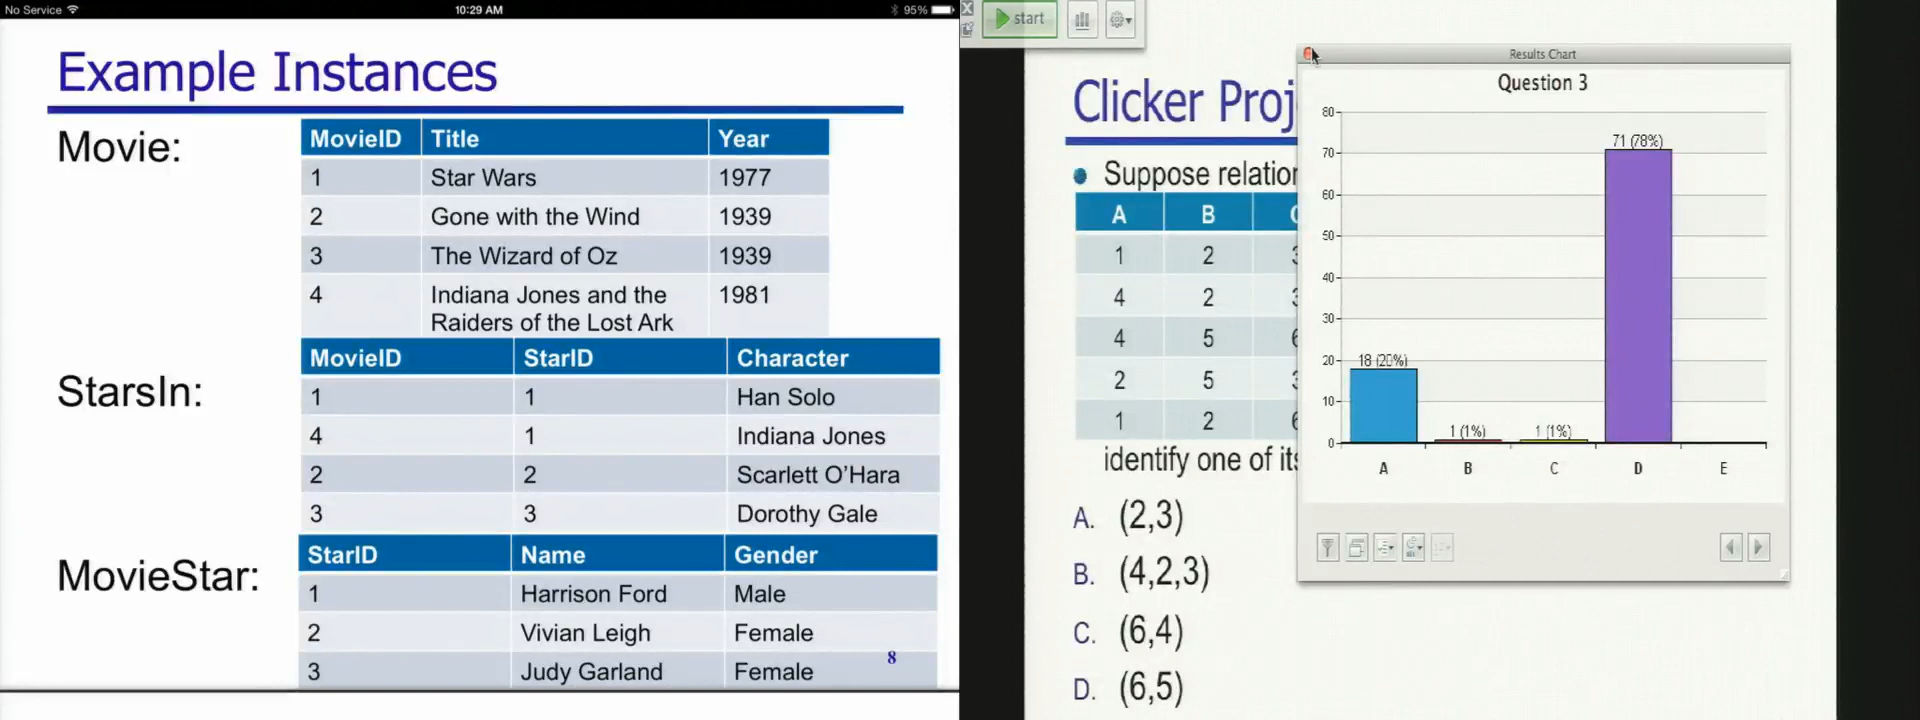 No Service
10:29 AM
95%
Example Instances
Movie:
MovieID Title Year
1 Star Wars 1977
2 Gone with the Wind 1939
3 The Wizard of Oz 1939
4 Indiana Jones and the 1981
Raiders of the Lost Ark
StarsIn:
MovieID StarID Character
1 1 Han Solo
4 1 Indiana Jones
2 2 Scarlett O’Hara
3 3 Dorothy Gale
MovieStar:
StarID Name Gender
1 Harrison Ford Male
2 Vivian Leigh Female
3 Judy Garland Female
8
start
Clicker Proj
Suppose relation
A B C
1 2 3
4 2 3
4 5 6
2 5 3
1 2 6
identify one of its
A. (2,3)
B. (4,2,3)
C. (6,4)
D. (6,5)
Results Chart
Question 3
80
70
60
50
40
30
20
10
0
18 (20%)
1 (1%)
1 (1%)
71 (78%)
A B C D E